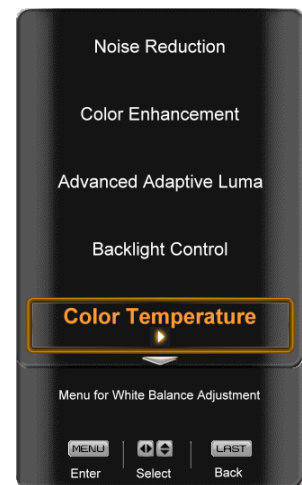 Noise Reduction
Color Enhancement
Advanced Adaptive Luma
Backlight Control
Color Temperature
Menu for White Balance Adjustment
MENU LAST
Enter Select Back